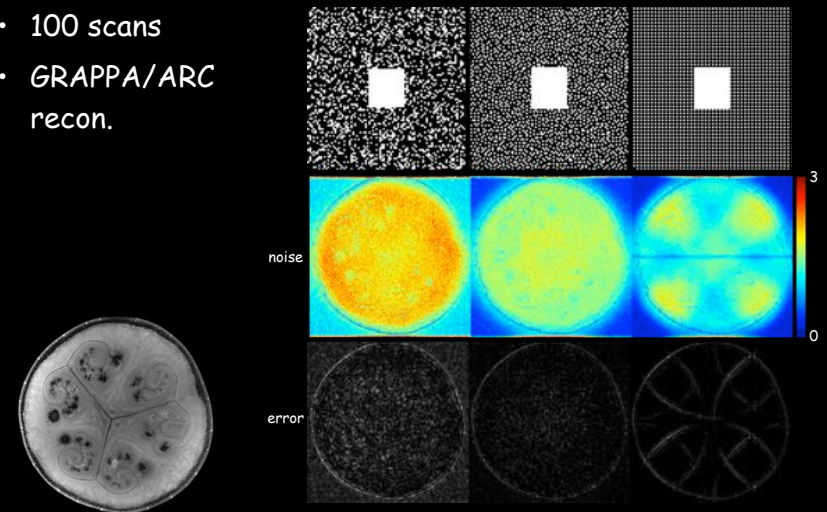 • 100 scans
• GRAPPA/ARC
recon.
3
noise
0
error